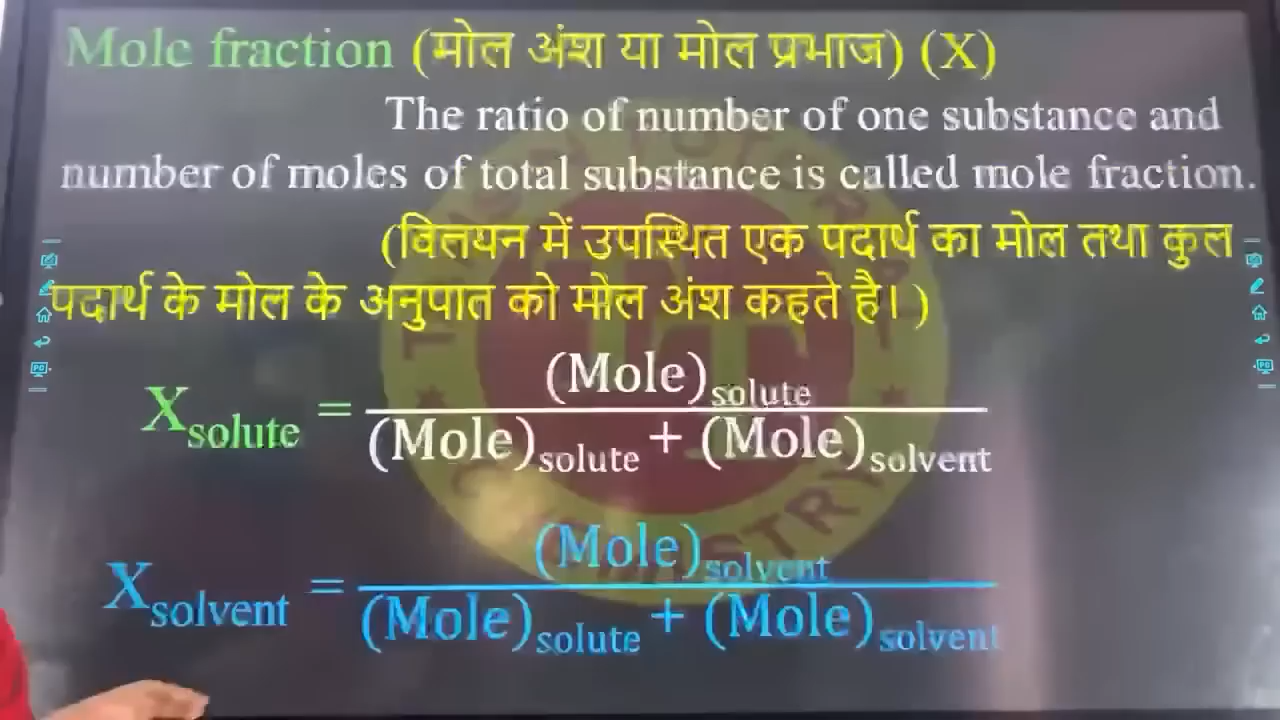 Mole fraction (मोल अंश या मोल प्रभाज) (X)
The ratio of number of one substance and
number of moles of total substance is called mole fraction.
(विलयन में उपस्थित एक पदार्थ का मोल तथा कुल
पदार्थ के मोल के अनुपात को मोल अंश कहते है। )
X solute = (Mole) solute
(Mole) solute + (Mole) solvent
X solvent = (Mole) solvent
(Mole) solute + (Mole) solvent